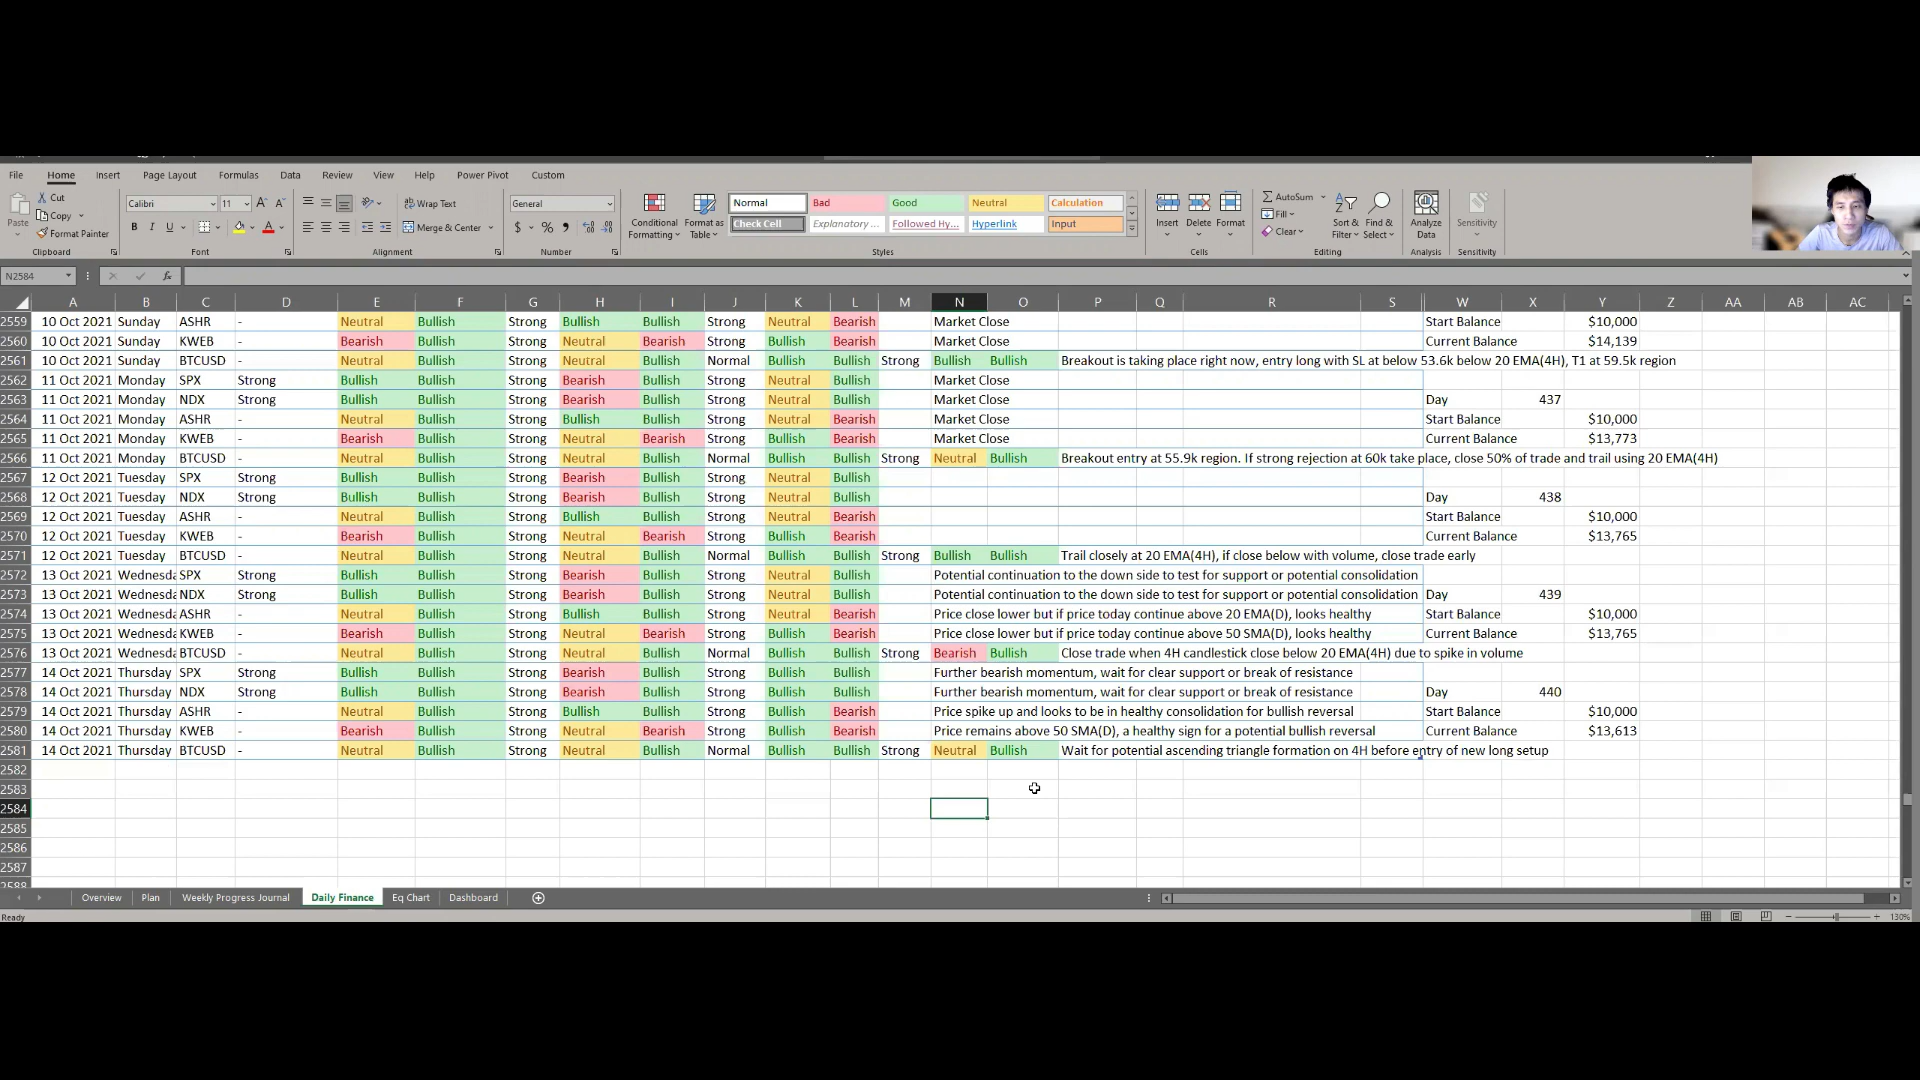 File Home Insert Page Layout Formulas Data Review View Help Power Pivot Custom
Cut
Copy
Format Painter
Paste
Calibri 11
B I U
General
Wrap Text
Merge & Center
$ % 9
Conditional Formatting
Format as Table
Normal Bad Good Neutral Calculation
Check Cell Explanatory ... Followed Hy... Hyperlink Input
Insert Delete Format
AutoSum
Fill
Clear
Sort & Filter
Find & Select
Analyze Data
Sensitivity
Clipboard Font Alignment Number Styles Cells Editing Analysis Sensitivity
N2584 fx
A B C D E F G H I J K L M N O P Q R S W X Y Z AA AB AC
2559 10 Oct 2021 Sunday ASHR - Neutral Bullish Strong Bullish Bullish Strong Neutral Bearish Market Close Start Balance $10,000
2560 10 Oct 2021 Sunday KWEB - Bearish Bullish Strong Neutral Bearish Strong Bullish Bearish Market Close Current Balance $14,139
2561 10 Oct 2021 Sunday BTCUSD - Neutral Bullish Strong Neutral Bullish Normal Bullish Bullish Strong Bullish Bullish Breakout is taking place right now, entry long with SL at below 53.6k below 20 EMA(4H), T1 at 59.5k region
2562 11 Oct 2021 Monday SPX Strong Bullish Bullish Strong Bearish Bullish Strong Neutral Bullish Market Close
2563 11 Oct 2021 Monday NDX Strong Bullish Bullish Strong Bearish Bullish Strong Neutral Bullish Market Close Day 437
2564 11 Oct 2021 Monday ASHR - Neutral Bullish Strong Bullish Bullish Strong Neutral Bearish Market Close Start Balance $10,000
2565 11 Oct 2021 Monday KWEB - Bearish Bullish Strong Neutral Bearish Strong Bullish Bearish Market Close Current Balance $13,773
2566 11 Oct 2021 Monday BTCUSD - Neutral Bullish Strong Neutral Bullish Normal Bullish Bullish Strong Neutral Bullish Breakout entry at 55.9k region. If strong rejection at 60k take place, close 50% of trade and trail using 20 EMA(4H)
2567 12 Oct 2021 Tuesday SPX Strong Bullish Bullish Strong Bearish Bullish Strong Neutral Bullish
2568 12 Oct 2021 Tuesday NDX Strong Bullish Bullish Strong Bearish Bullish Strong Neutral Bullish Day 438
2569 12 Oct 2021 Tuesday ASHR - Neutral Bullish Strong Bullish Bullish Strong Neutral Bearish Start Balance $10,000
2570 12 Oct 2021 Tuesday KWEB - Bearish Bullish Strong Neutral Bearish Strong Bullish Bearish Current Balance $13,765
2571 12 Oct 2021 Tuesday BTCUSD - Neutral Bullish Strong Neutral Bullish Normal Bullish Bullish Strong Bullish Bullish Trail closely at 20 EMA(4H), if close below with volume, close trade early
2572 13 Oct 2021 Wednesda SPX Strong Bullish Bullish Strong Bearish Bullish Strong Neutral Bullish Potential continuation to the down side to test for support or potential consolidation
2573 13 Oct 2021 Wednesda NDX Strong Bullish Bullish Strong Bearish Bullish Strong Neutral Bullish Potential continuation to the down side to test for support or potential consolidation Day 439
2574 13 Oct 2021 Wednesda ASHR - Neutral Bullish Strong Bullish Bullish Strong Neutral Bearish Price close lower but if price today continue above 20 EMA(D), looks healthy Start Balance $10,000
2575 13 Oct 2021 Wednesda KWEB - Bearish Bullish Strong Neutral Bearish Strong Bullish Bearish Price close lower but if price today continue above 50 SMA(D), looks healthy Current Balance $13,765
2576 13 Oct 2021 Wednesda BTCUSD - Neutral Bullish Strong Neutral Bullish Normal Bullish Bullish Strong Bearish Bullish Close trade when 4H candlestick close below 20 EMA(4H) due to spike in volume
2577 14 Oct 2021 Thursday SPX Strong Bullish Bullish Strong Bearish Bullish Strong Bullish Bullish Further bearish momentum, wait for clear support or break of resistance
2578 14 Oct 2021 Thursday NDX Strong Bullish Bullish Strong Bearish Bullish Strong Bullish Bullish Further bearish momentum, wait for clear support or break of resistance Day 440
2579 14 Oct 2021 Thursday ASHR - Neutral Bullish Strong Bullish Bullish Strong Bullish Bearish Price spike up and looks to be in healthy consolidation for bullish reversal Start Balance $10,000
2580 14 Oct 2021 Thursday KWEB - Bearish Bullish Strong Neutral Bearish Strong Bullish Bearish Price remains above 50 SMA(D), a healthy sign for a potential bullish reversal Current Balance $13,613
2581 14 Oct 2021 Thursday BTCUSD - Neutral Bullish Strong Neutral Bullish Normal Bullish Bullish Strong Neutral Bullish Wait for potential ascending triangle formation on 4H before entry of new long setup
2582
2583
2584
2585
2586
2587
2588
Overview Plan Weekly Progress Journal Daily Finance Eq Chart Dashboard
Ready 130%